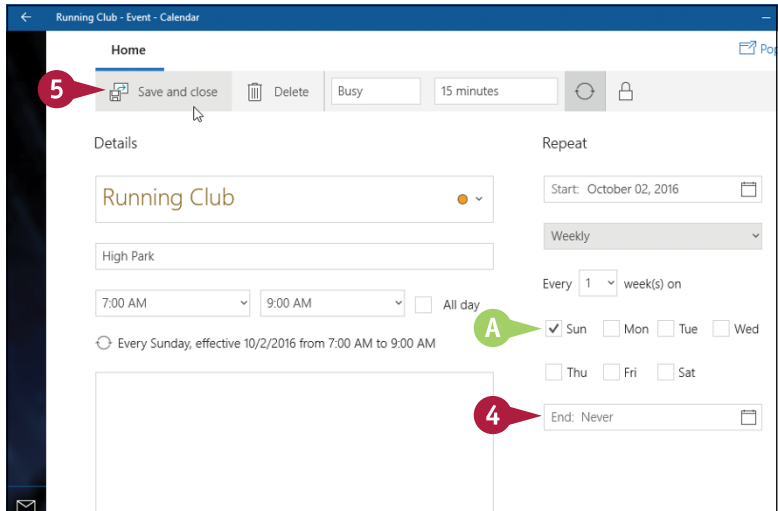 Running Club - Event - Calendar
Home
Pop
5 Save and close Delete Busy 15 minutes
Details
Repeat
Running Club
Start: October 02, 2016
Weekly
High Park
Every 1 week(s) on
7:00 AM 9:00 AM All day
A Sun Mon Tue Wed
Every Sunday, effective 10/2/2016 from 7:00 AM to 9:00 AM
Thu Fri Sat
4 End: Never